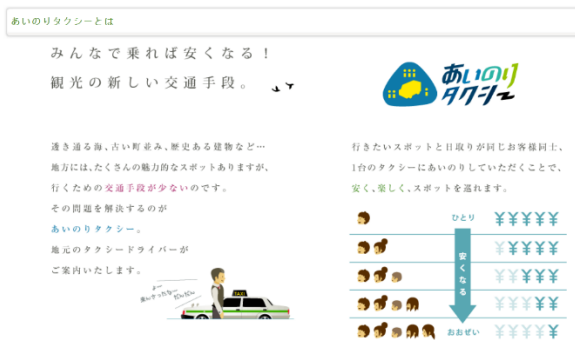 あいのりタクシーとは
みんなで乗れば安くなる！
観光の新しい交通手段。
あいのり
タクシー
透き通る海、古い町並み、歴史ある建物など…
地方には、たくさんの魅力的なスポットありますが、
行くための交通手段が少ないのです。
その問題を解決するのが
あいのりタクシー。
地元のタクシードライバーが
ご案内いたします。
TAXI
行きたいスポットと日取りが同じお客様同士、
1台のタクシーにあいのりしていただくことで、
安く、楽しく、スポットを巡れます。
ひとり ¥¥¥¥¥
¥¥¥¥¥
安くなる
¥¥¥¥¥
¥¥¥¥¥
おおぜい ¥¥¥¥¥